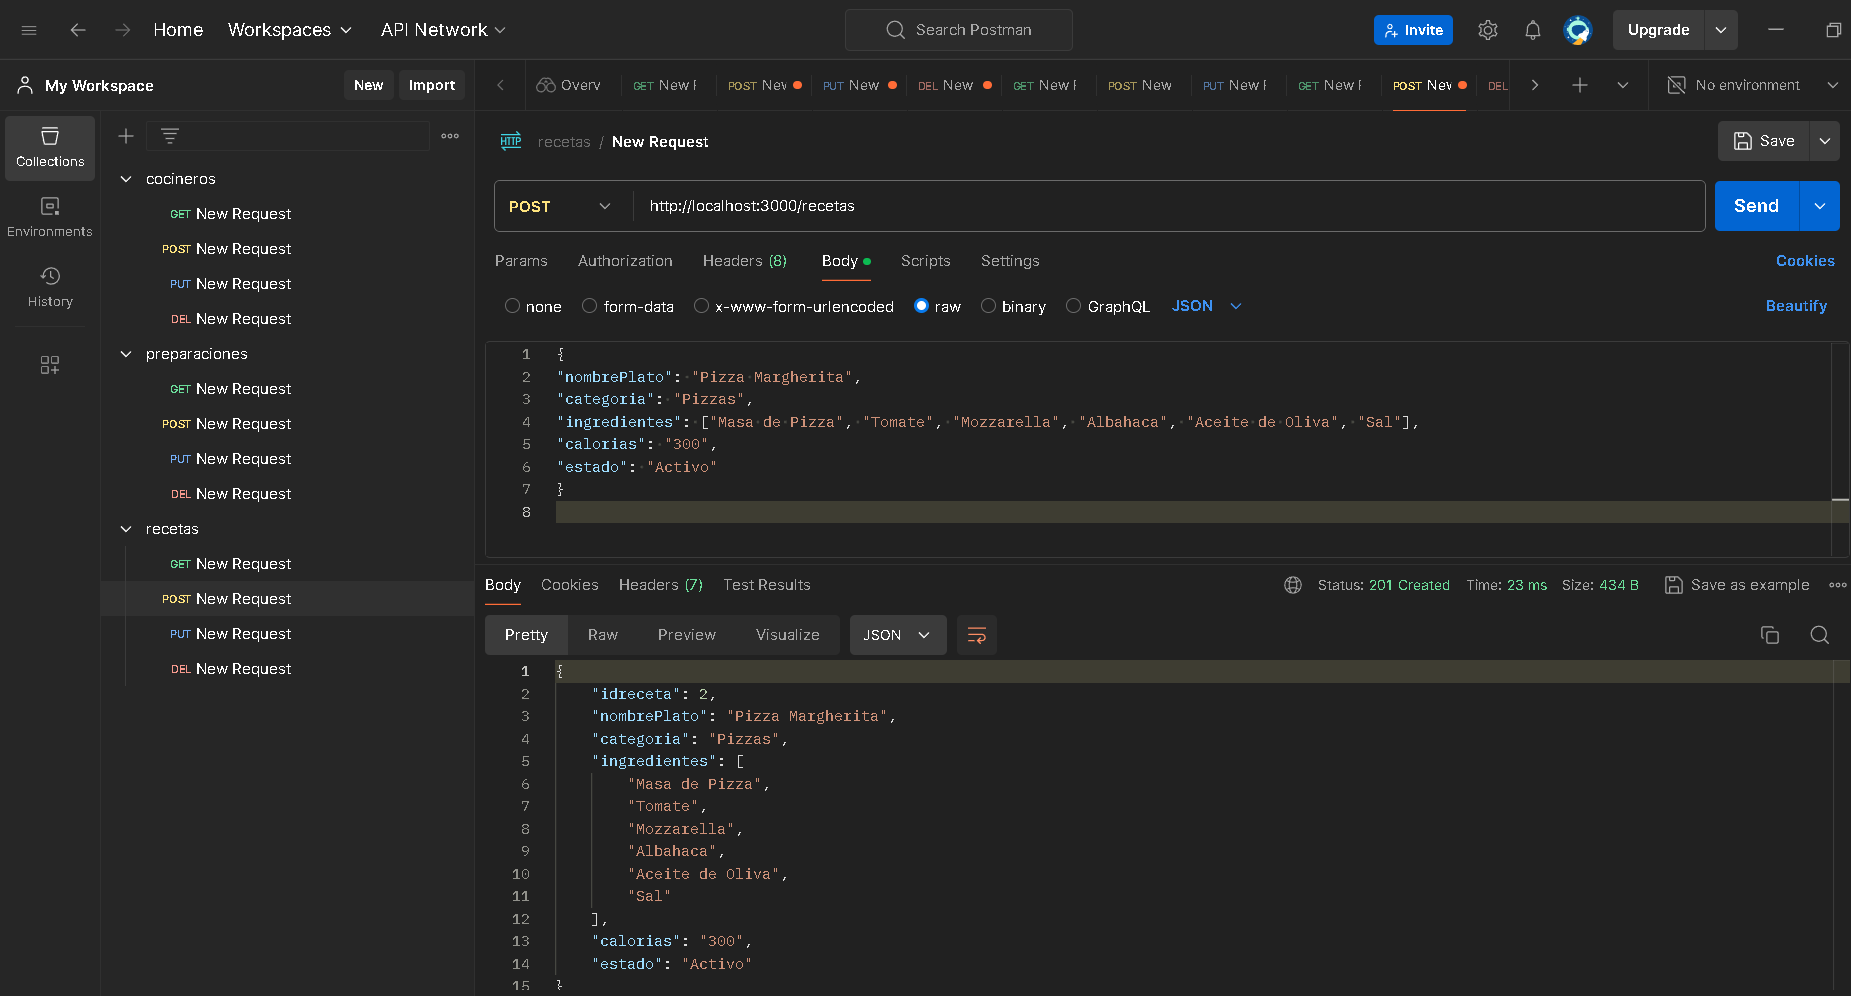 Home Workspaces API Network Search Postman Invite Upgrade
My Workspace New Import Overv GET New F POST Nev PUT New DEL New GET New F POST New PUT New F GET New F POST Nev DEL No environment
Collections
Environments
History
cocineros
GET New Request
POST New Request
PUT New Request
DEL New Request
preparaciones
GET New Request
POST New Request
PUT New Request
DEL New Request
recetas
GET New Request
POST New Request
PUT New Request
DEL New Request
HTTP recetas / New Request Save
POST http://localhost:3000/recetas Send
Params Authorization Headers (8) Body Scripts Settings Cookies
none form-data x-www-form-urlencoded raw binary GraphQL JSON Beautify
1 {
2 "nombrePlato": "Pizza Margherita",
3 "categoria": "Pizzas",
4 "ingredientes": ["Masa de Pizza", "Tomate", "Mozzarella", "Albahaca", "Aceite de Oliva", "Sal"],
5 "calorias": "300",
6 "estado": "Activo"
7 }
8
Body Cookies Headers (7) Test Results Status: 201 Created Time: 23 ms Size: 434 B Save as example
Pretty Raw Preview Visualize JSON
1 {
2 "idreceta": 2,
3 "nombrePlato": "Pizza Margherita",
4 "categoria": "Pizzas",
5 "ingredientes": [
6 "Masa de Pizza",
7 "Tomate",
8 "Mozzarella",
9 "Albahaca",
10 "Aceite de Oliva",
11 "Sal"
12 ],
13 "calorias": "300",
14 "estado": "Activo"
15 }